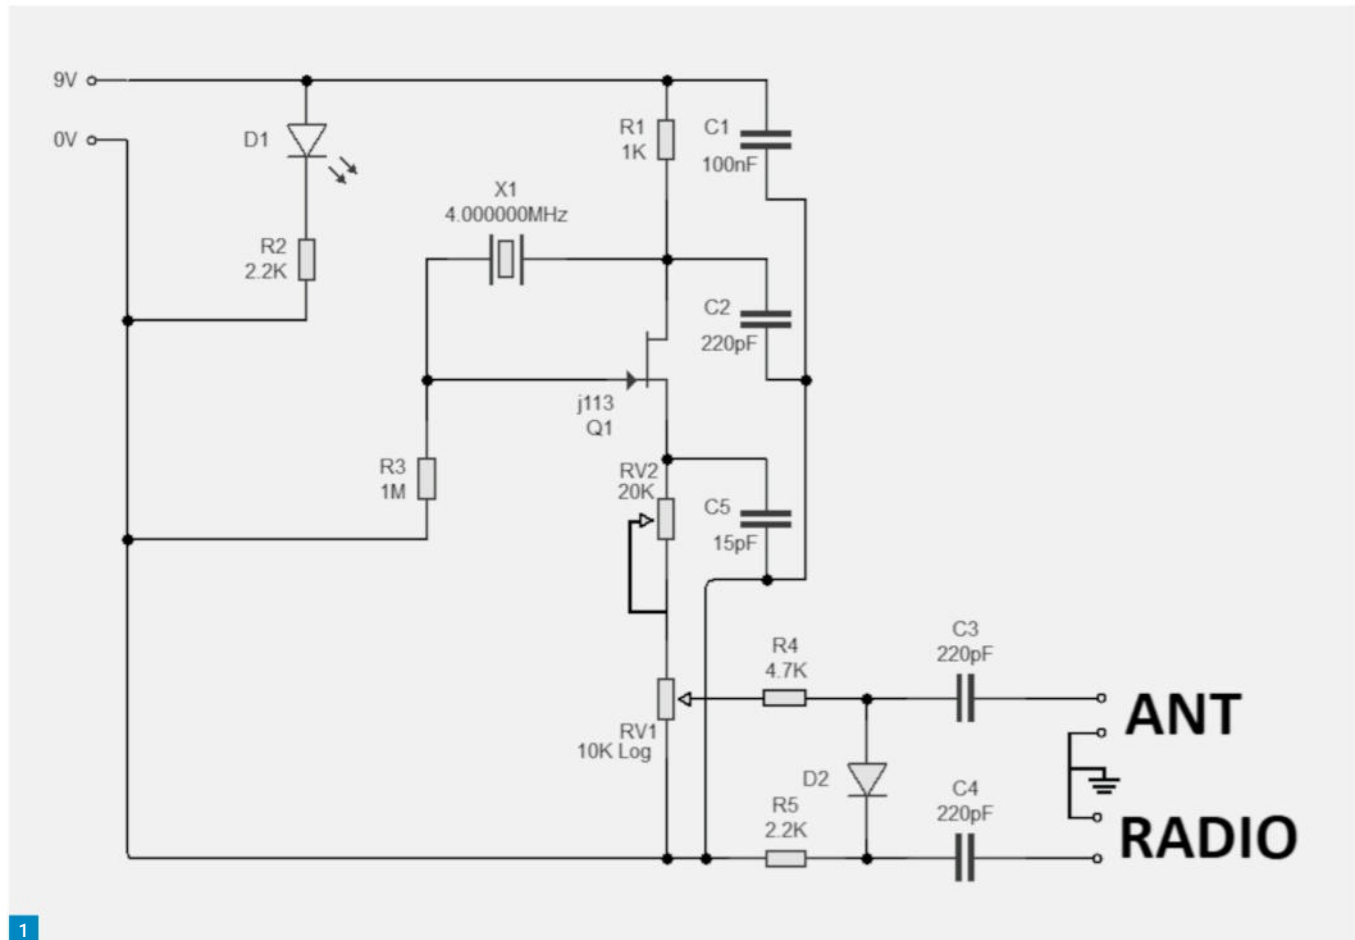 9V
0V
D1
R2
2.2K
X1
4.000000MHz
R1
1K
C1
100nF
C2
220pF
j113
Q1
R3
1M
RV2
20K
C5
15pF
RV1
10K Log
R4
4.7K
C3
220pF
ANT
D2
R5
2.2K
C4
220pF
RADIO
1